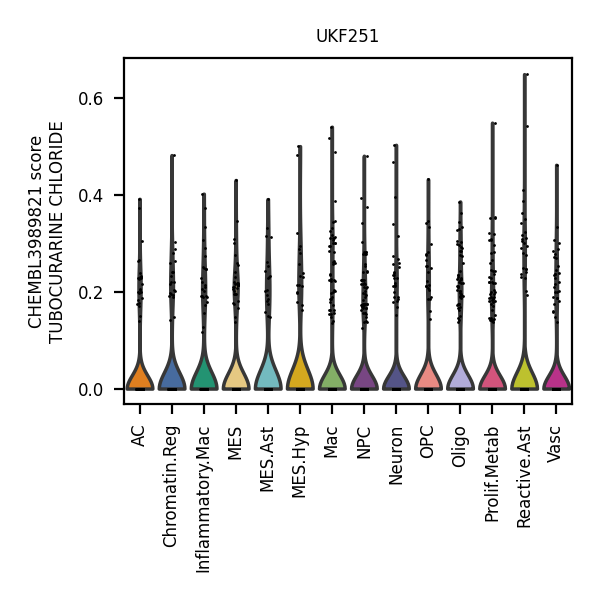 UKF251
CHEMBL3989821 score
TUBOCURARINE CHLORIDE
0.6
0.4
0.2
0.0
AC
Chromatin.Reg
Inflammatory.Mac
MES
MES.Ast
MES.Hyp
Mac
NPC
Neuron
OPC
Oligo
Prolif.Metab
Reactive.Ast
Vasc